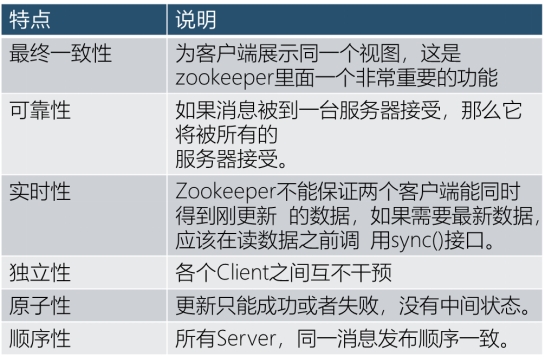 特点 说明
最终一致性 为客户端展示同一个视图，这是
zookeeper里面一个非常重要的功能
可靠性 如果消息被到一台服务器接受，那么它
将被所有的
服务器接受。
实时性 Zookeeper不能保证两个客户端能同时
得到刚更新 的数据，如果需要最新数据，
应该在读数据之前调 用sync()接口。
独立性 各个Client之间互不干预
原子性 更新只能成功或者失败，没有中间状态。
顺序性 所有Server，同一消息发布顺序一致。